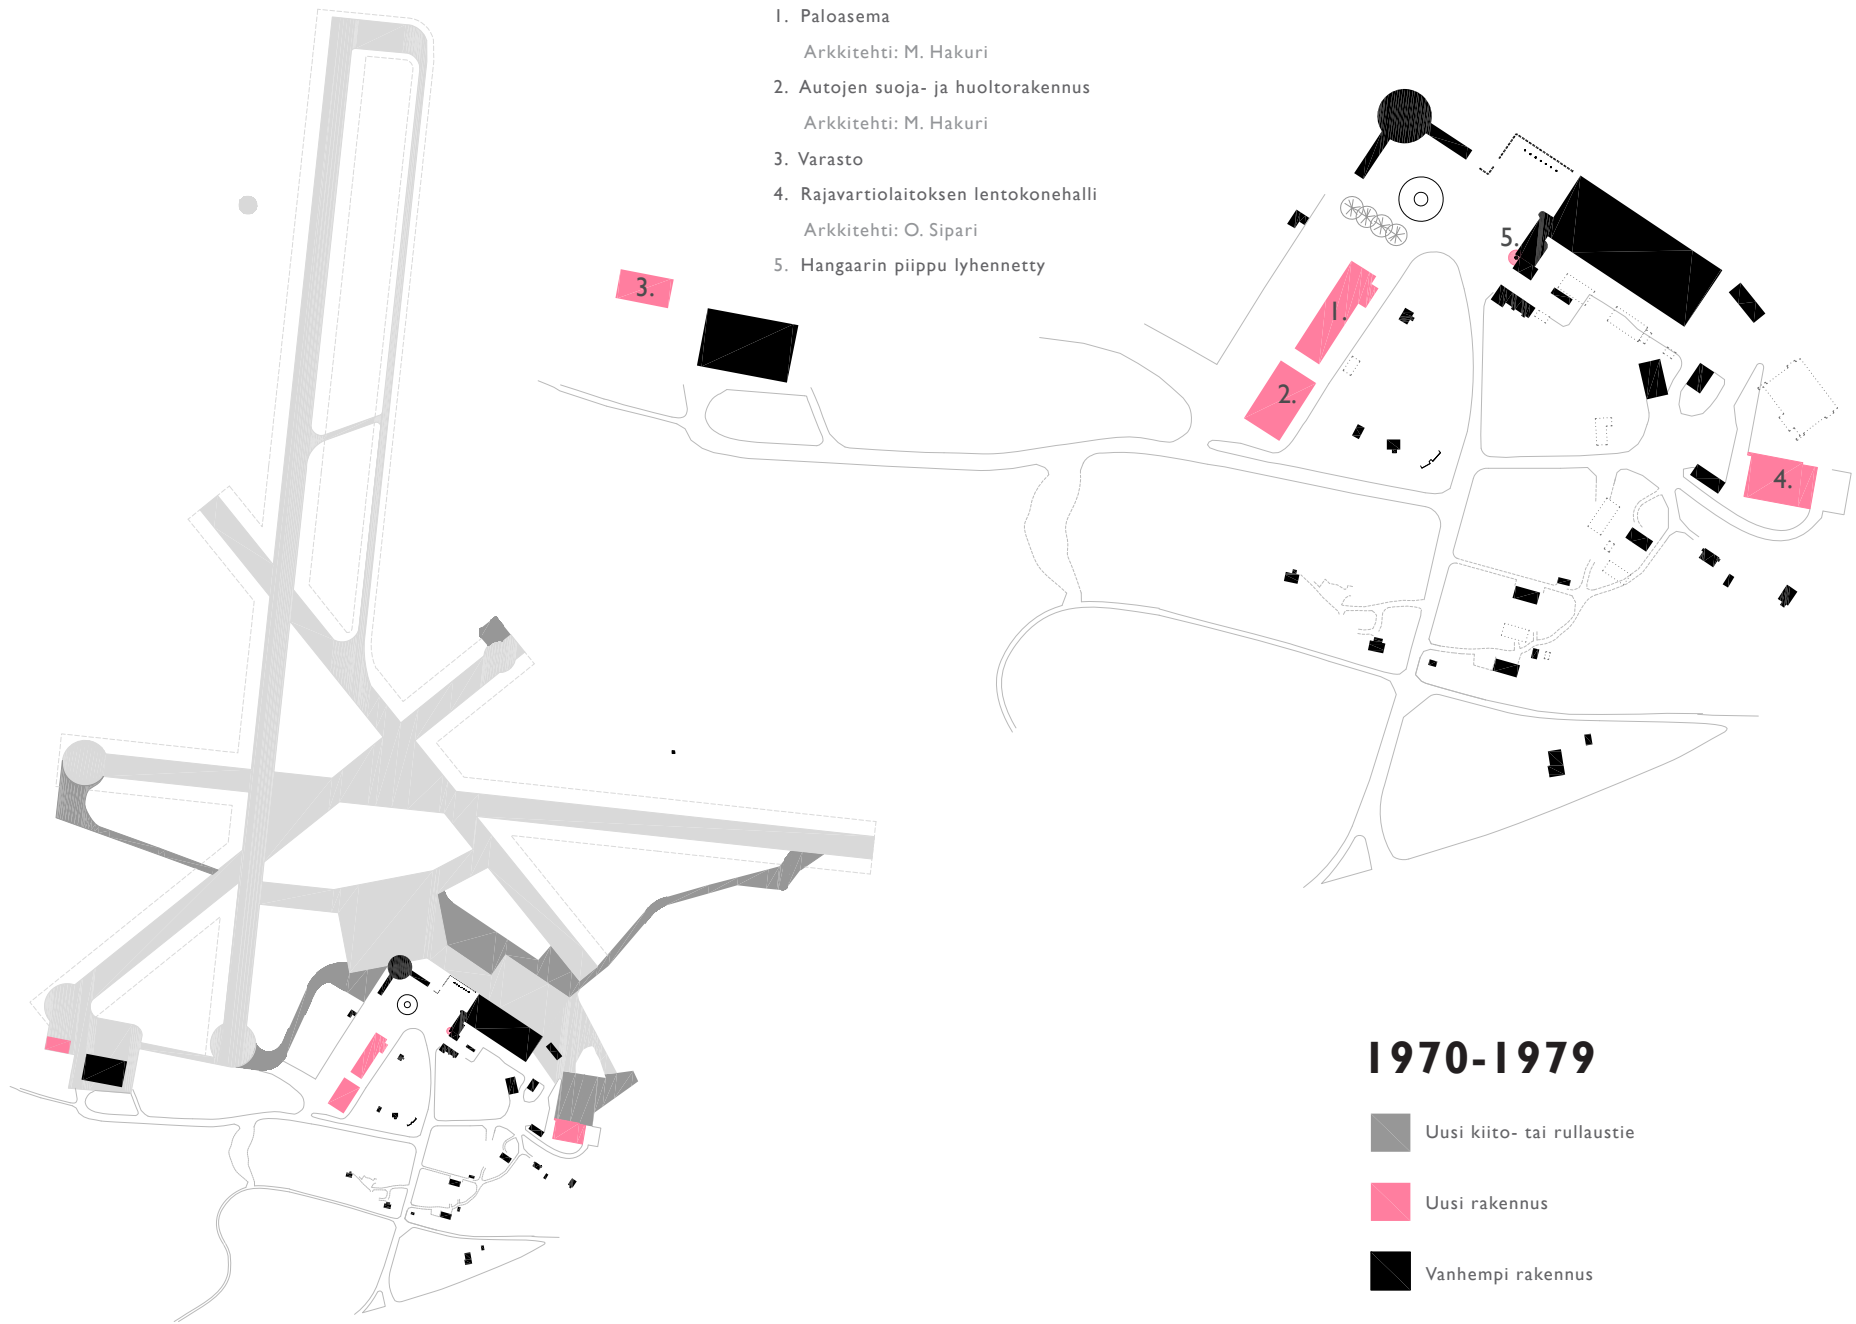 1. Paloasema
Arkkitehti: M. Hakuri
2. Autojen suoja- ja huoltorakennus
Arkkitehti: M. Hakuri
3. Varasto
4. Rajavartiolaitoksen lentokonehalli
Arkkitehti: O. Sipari
5. Hangaarin piippu lyhennetty
5.
3.
1.
2.
4.
1970-1979
Uusi kiito- tai rullaustie
Uusi rakennus
Vanhempi rakennus